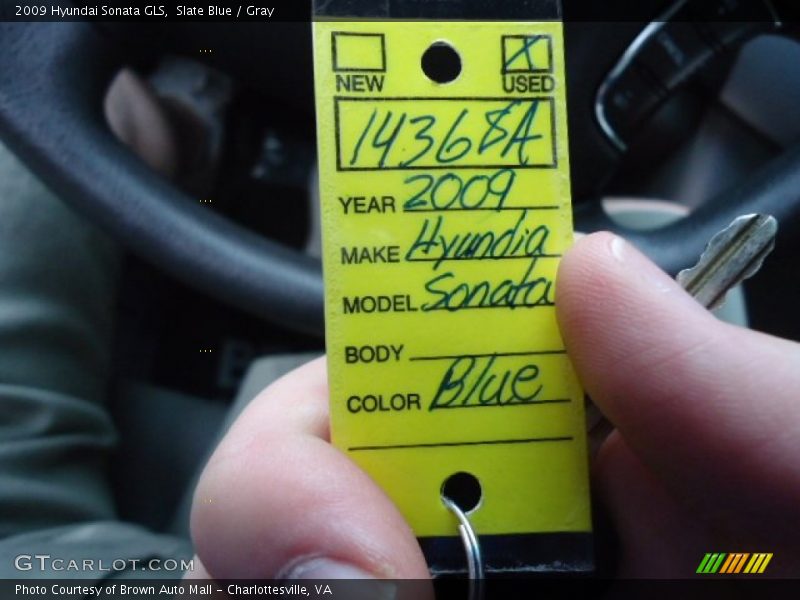 2009 Hyundai Sonata GLS, Slate Blue / Gray
X
NEW USED
14368A
YEAR 2009
MAKE Hyundia
MODEL Sonata
BODY
COLOR Blue
GTCARLOT.COM
Photo Courtesy of Brown Auto Mall - Charlottesville, VA